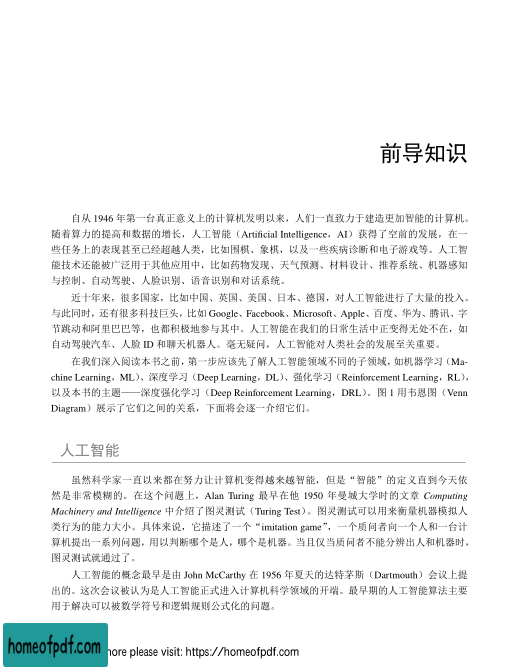 前导知识
自从 1946 年第一台真正意义上的计算机发明以来，人们一直致力于建造更加智能的计算机。
随着算力的提高和数据的增长，人工智能（Artificial Intelligence，AI）获得了空前的发展，在一
些任务上的表现甚至已经超越人类，比如围棋、象棋，以及一些疾病诊断和电子游戏等。人工智
能技术还能被广泛用于其他应用中，比如药物发现、天气预测、材料设计、推荐系统、机器感知
与控制、自动驾驶、人脸识别、语音识别和对话系统。
近十年来，很多国家，比如中国、英国、美国、日本、德国，对人工智能进行了大量的投入。
与此同时，还有很多科技巨头，比如 Google、Facebook、Microsoft、Apple、百度、华为、腾讯、字
节跳动和阿里巴巴等，也都积极地参与其中。人工智能在我们的日常生活中正变得无处不在，如
自动驾驶汽车、人脸 ID 和聊天机器人。毫无疑问，人工智能对人类社会的发展至关重要。
在我们深入阅读本书之前，第一步应该先了解人工智能领域不同的子领域，如机器学习（Ma-
chine Learning，ML）、深度学习（Deep Learning，DL）、强化学习（Reinforcement Learning，RL），
以及本书的主题——深度强化学习（Deep Reinforcement Learning，DRL）。图 1 用韦恩图（Venn
Diagram）展示了它们之间的关系，下面将会逐一介绍它们。
人工智能
虽然科学家一直以来都在努力让计算机变得越来越智能，但是“智能”的定义直到今天依
然是非常模糊的。在这个问题上，Alan Turing 最早在他 1950 年曼城大学时的文章 Computing
Machinery and Intelligence 中介绍了图灵测试（Turing Test）。图灵测试可以用来衡量机器模拟人
类行为的能力大小。具体来说，它描述了一个“imitation game”，一个质问者向一个人和一台计
算机提出一系列问题，用以判断哪个是人，哪个是机器。当且仅当质问者不能分辨出人和机器时，
图灵测试就通过了。
人工智能的概念最早是由 John McCarthy 在 1956 年夏天的达特茅斯（Dartmouth）会议上提
出的。这次会议被认为是人工智能正式进入计算机科学领域的开端。最早期的人工智能算法主要
用于解决可以被数学符号和逻辑规则公式化的问题。
homeofpdf.com more please visit: https://homeofpdf.com